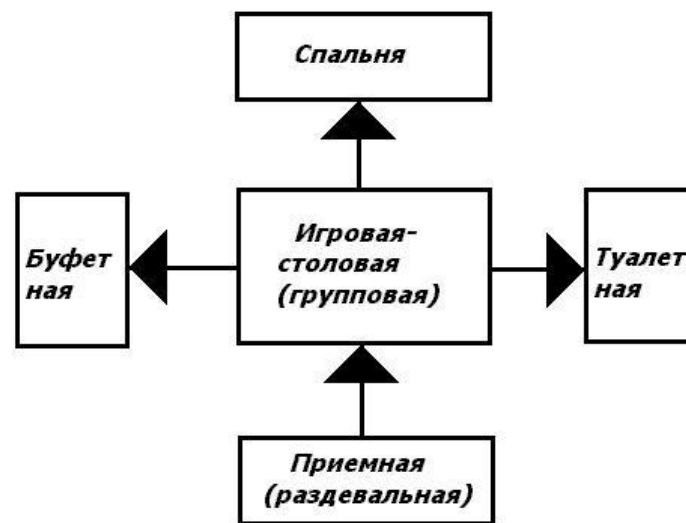 Спальня
Буфет
ная
Игровая-
столовая
(групповая)
Туалет
ная
Приемная
(раздевальная)